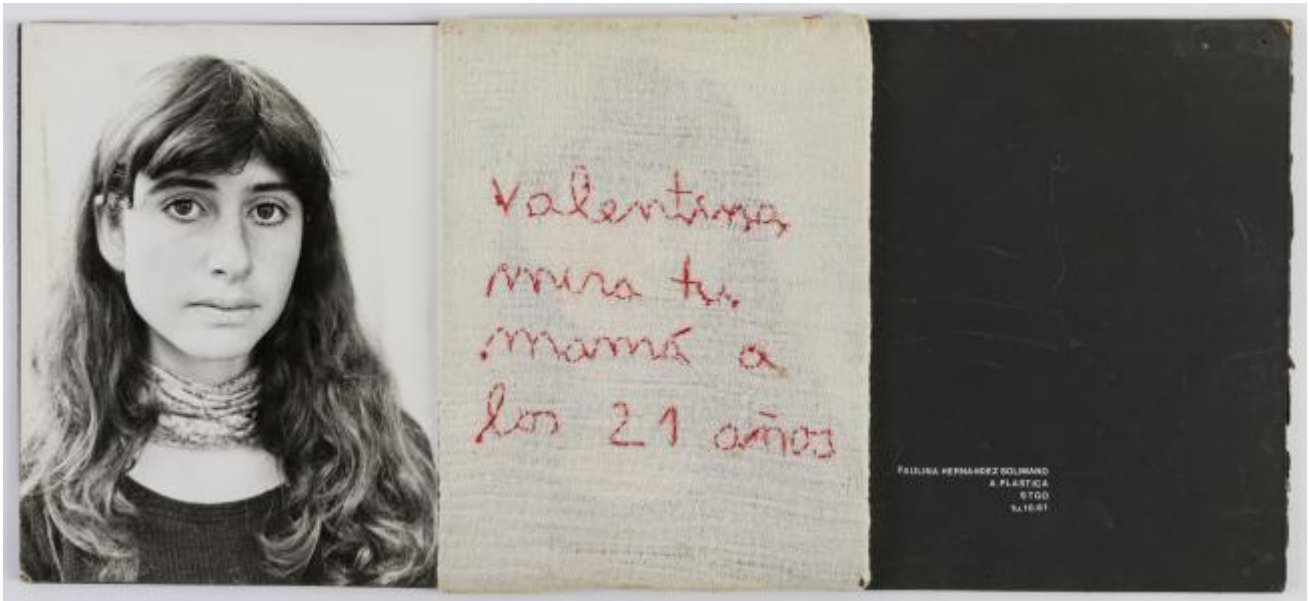 Valentina
mira tu
mamá a
los 21 años
PAULINA HERNANDEZ SOLIMANO
A. PLASTICA
STGO